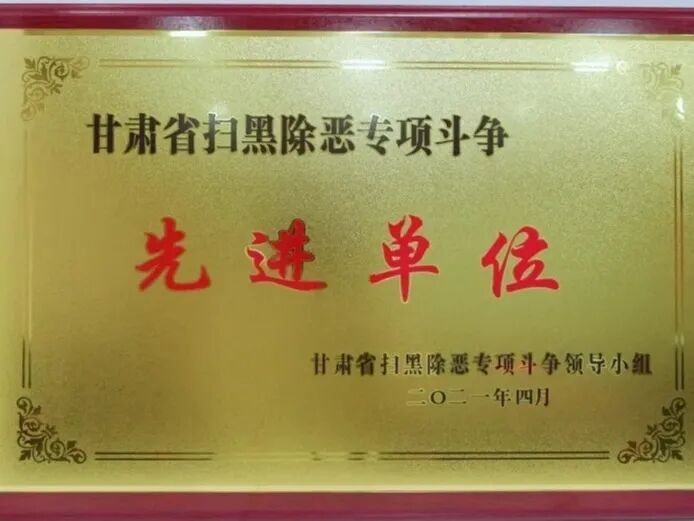 甘肃省扫黑除恶专项斗争
先进单位
甘肃省扫黑除恶专项斗争领导小组
二〇二一年四月